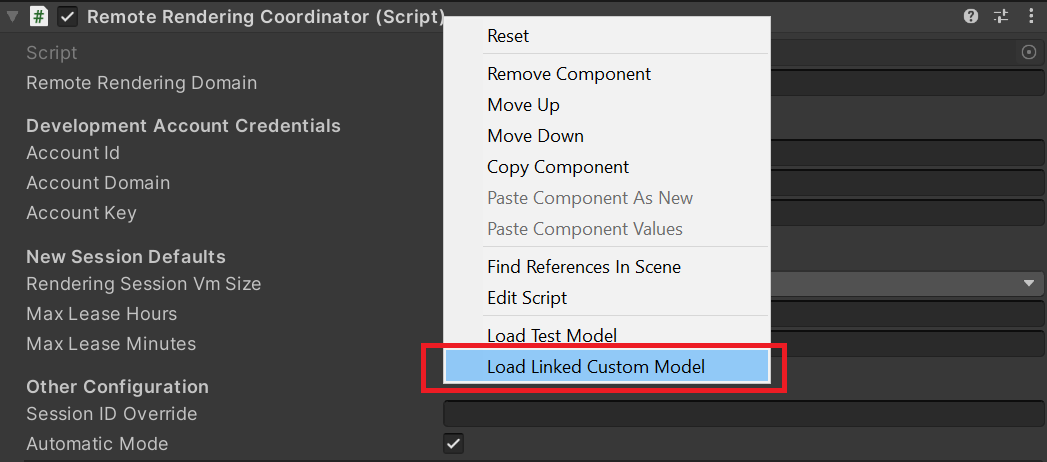 Remote Rendering Coordinator (Script)
Script
Remote Rendering Domain
Development Account Credentials
Account Id
Account Domain
Account Key
New Session Defaults
Rendering Session Vm Size
Max Lease Hours
Max Lease Minutes
Other Configuration
Session ID Override
Automatic Mode
Reset
Remove Component
Move Up
Move Down
Copy Component
Paste Component As New
Paste Component Values
Find References In Scene
Edit Script
Load Test Model
Load Linked Custom Model